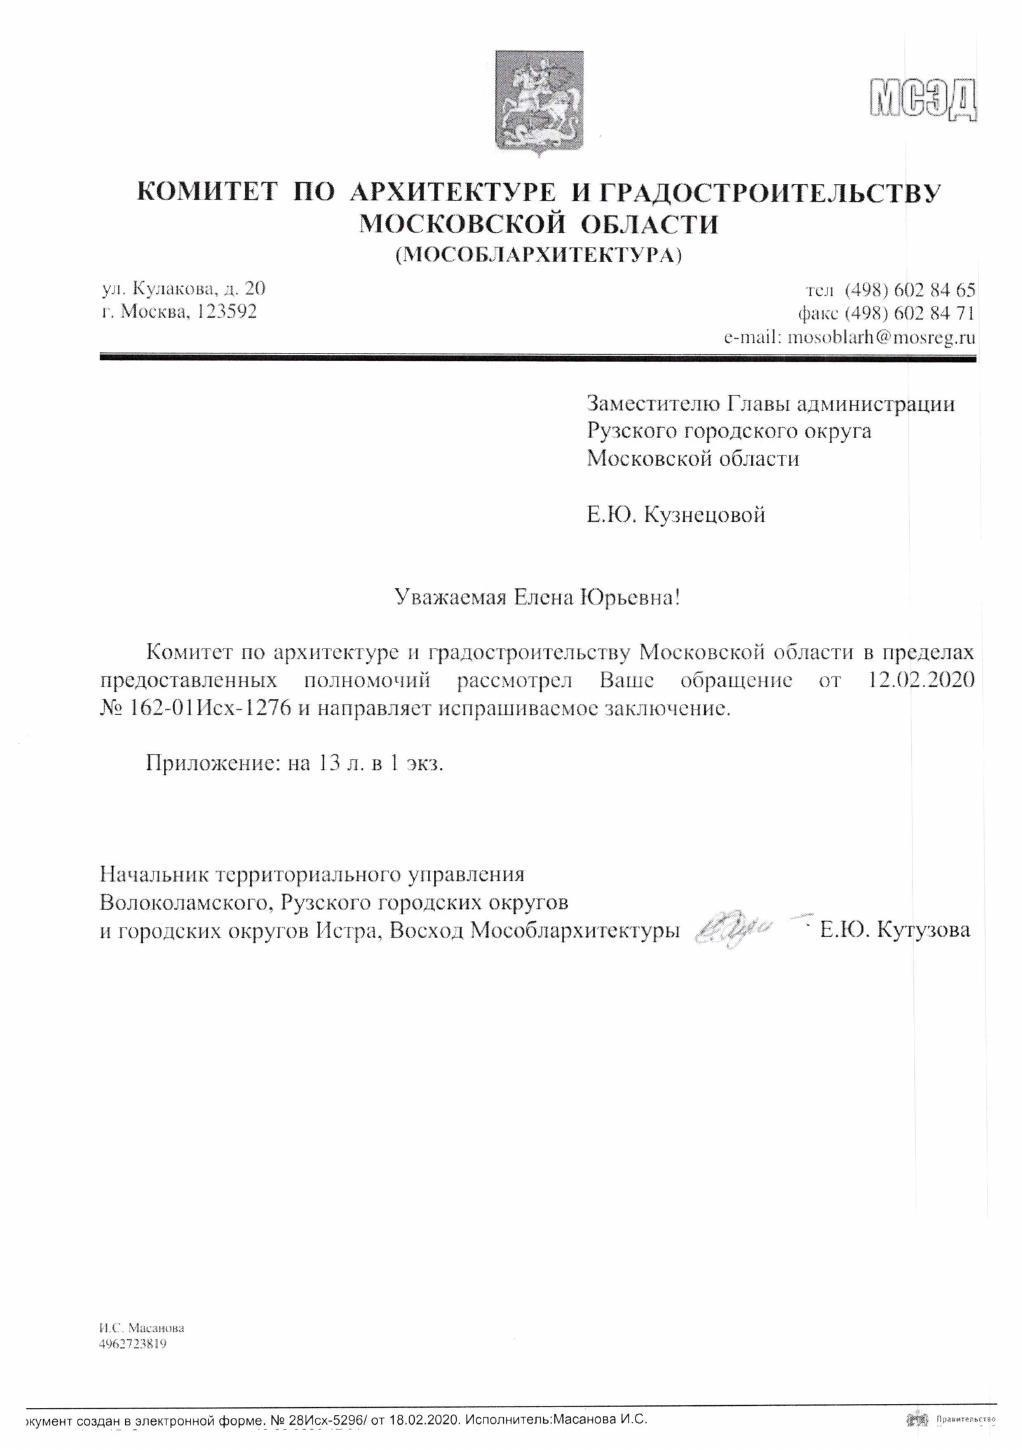 МСЭД
КОМИТЕТ ПО АРХИТЕКТУРЕ И ГРАДОСТРОИТЕЛЬСТВУ
МОСКОВСКОЙ ОБЛАСТИ
(МОСОБЛАРХИТЕКТУРА)
ул. Кулакова, д. 20
г. Москва, 123592
тел (498) 602 84 65
факс (498) 602 84 71
e-mail: mosoblarh@mosreg.ru
Заместителю Главы администрации
Рузского городского округа
Московской области
Е.Ю. Кузнецовой
Уважаемая Елена Юрьевна!
Комитет по архитектуре и градостроительству Московской области в пределах
предоставленных полномочий рассмотрел Ваше обращение от 12.02.2020
№ 162-01Исх-1276 и направляет испрашиваемое заключение.
Приложение: на 13 л. в 1 экз.
Начальник территориального управления
Волоколамского, Рузского городских округов
и городских округов Истра, Восход Мособлархитектуры Е.Ю. Кутузова
И.С. Масанова
4962723819
кумент создан в электронной форме. № 28Исх-5296/ от 18.02.2020. Исполнитель:Масанова И.С.
Правительство